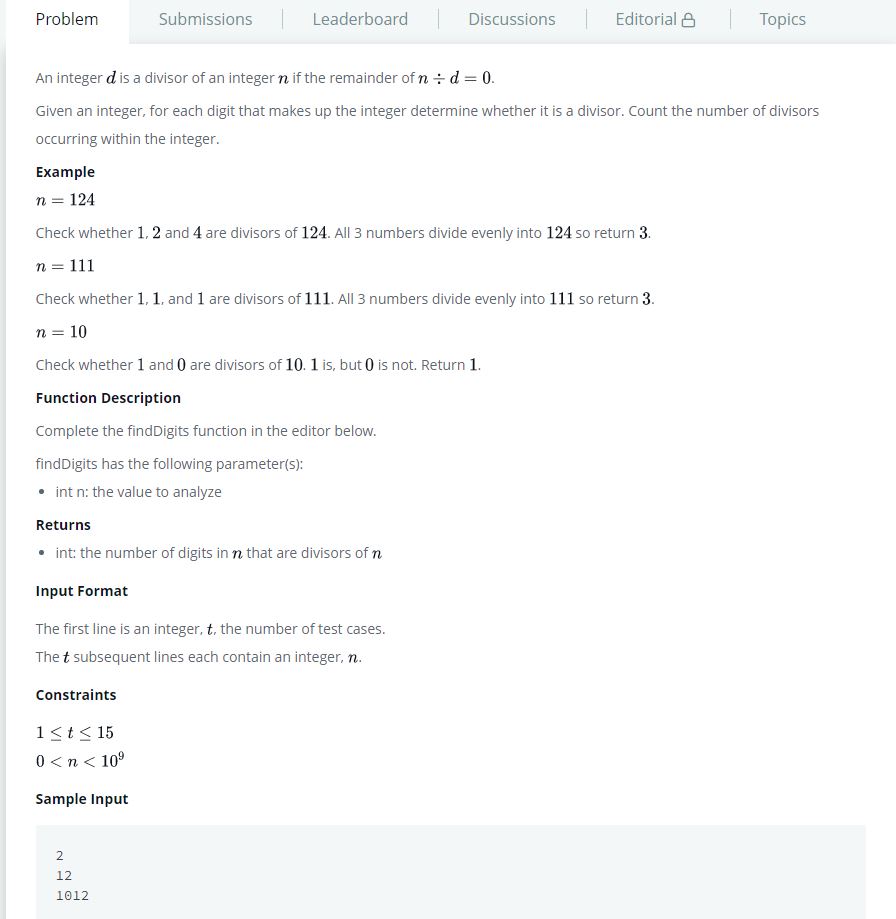 Problem Submissions Leaderboard Discussions Editorial Topics
An integer d is a divisor of an integer n if the remainder of n ÷ d = 0.
Given an integer, for each digit that makes up the integer determine whether it is a divisor. Count the number of divisors
occurring within the integer.
Example
n = 124
Check whether 1, 2 and 4 are divisors of 124. All 3 numbers divide evenly into 124 so return 3.
n = 111
Check whether 1, 1, and 1 are divisors of 111. All 3 numbers divide evenly into 111 so return 3.
n = 10
Check whether 1 and 0 are divisors of 10. 1 is, but 0 is not. Return 1.
Function Description
Complete the findDigits function in the editor below.
findDigits has the following parameter(s):
• int n: the value to analyze
Returns
• int: the number of digits in n that are divisors of n
Input Format
The first line is an integer, t, the number of test cases.
The t subsequent lines each contain an integer, n.
Constraints
1 ≤ t ≤ 15
0 < n < 10⁹
Sample Input
2
12
1012